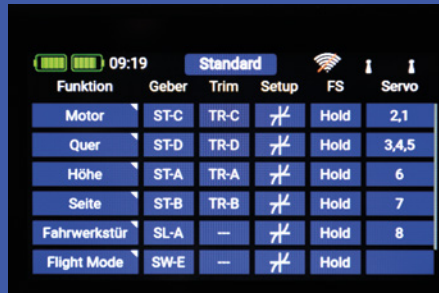 09:19 Standard
Funktion Geber Trim Setup FS Servo
Motor ST-C TR-C Hold 2,1
Quer ST-D TR-D Hold 3,4,5
Höhe ST-A TR-A Hold 6
Seite ST-B TR-B Hold 7
Fahrwerkstür SL-A --- Hold 8
Flight Mode SW-E --- Hold